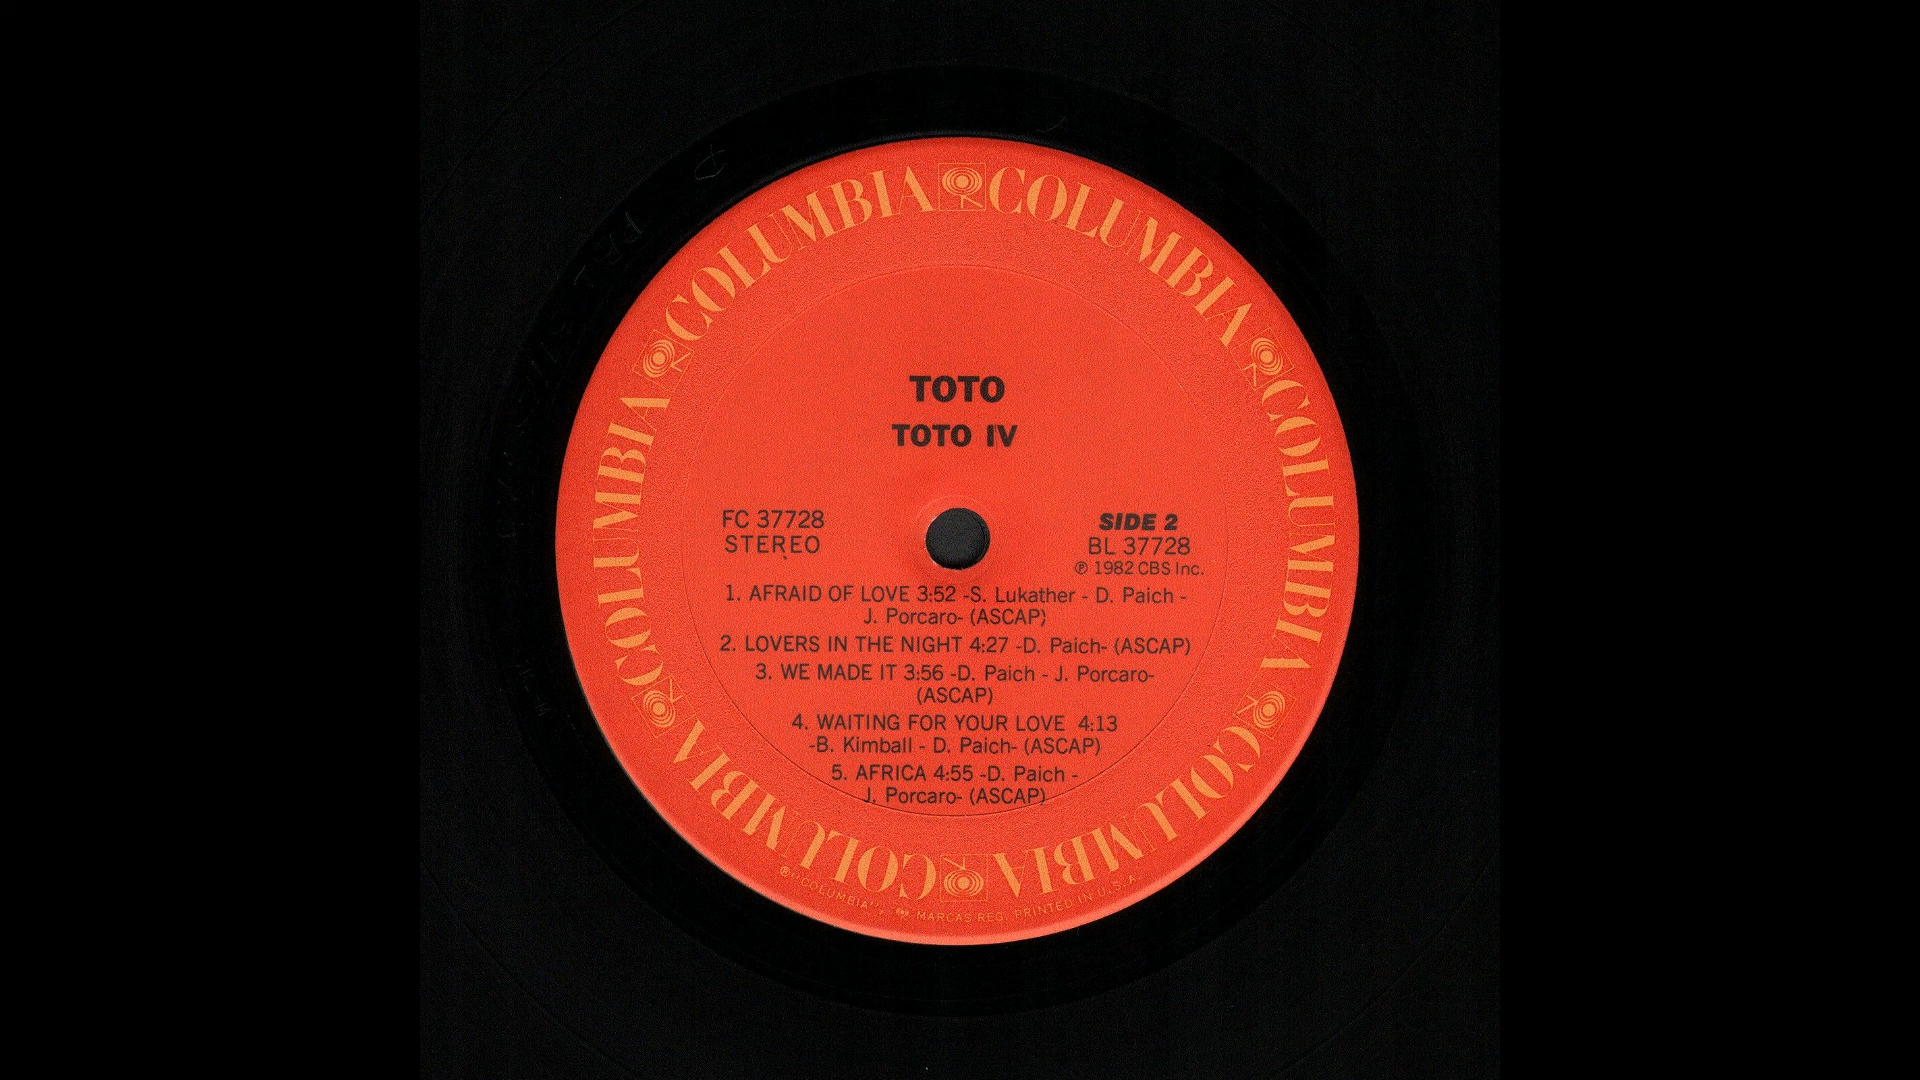 COLUMBIA COLUMBIA COLUMBIA COLUMBIA COLUMBIA COLUMBIA
TOTO
TOTO IV
FC 37728
STEREO
SIDE 2
BL 37728
℗ 1982 CBS Inc.
1. AFRAID OF LOVE 3:52 -S. Lukather - D. Paich -
J. Porcaro- (ASCAP)
2. LOVERS IN THE NIGHT 4:27 -D. Paich- (ASCAP)
3. WE MADE IT 3:56 -D. Paich - J. Porcaro-
(ASCAP)
4. WAITING FOR YOUR LOVE 4:13
-B. Kimball - D. Paich- (ASCAP)
5. AFRICA 4:55 -D. Paich -
J. Porcaro- (ASCAP)
®"COLUMBIA", MARCAS REG. PRINTED IN U.S.A.